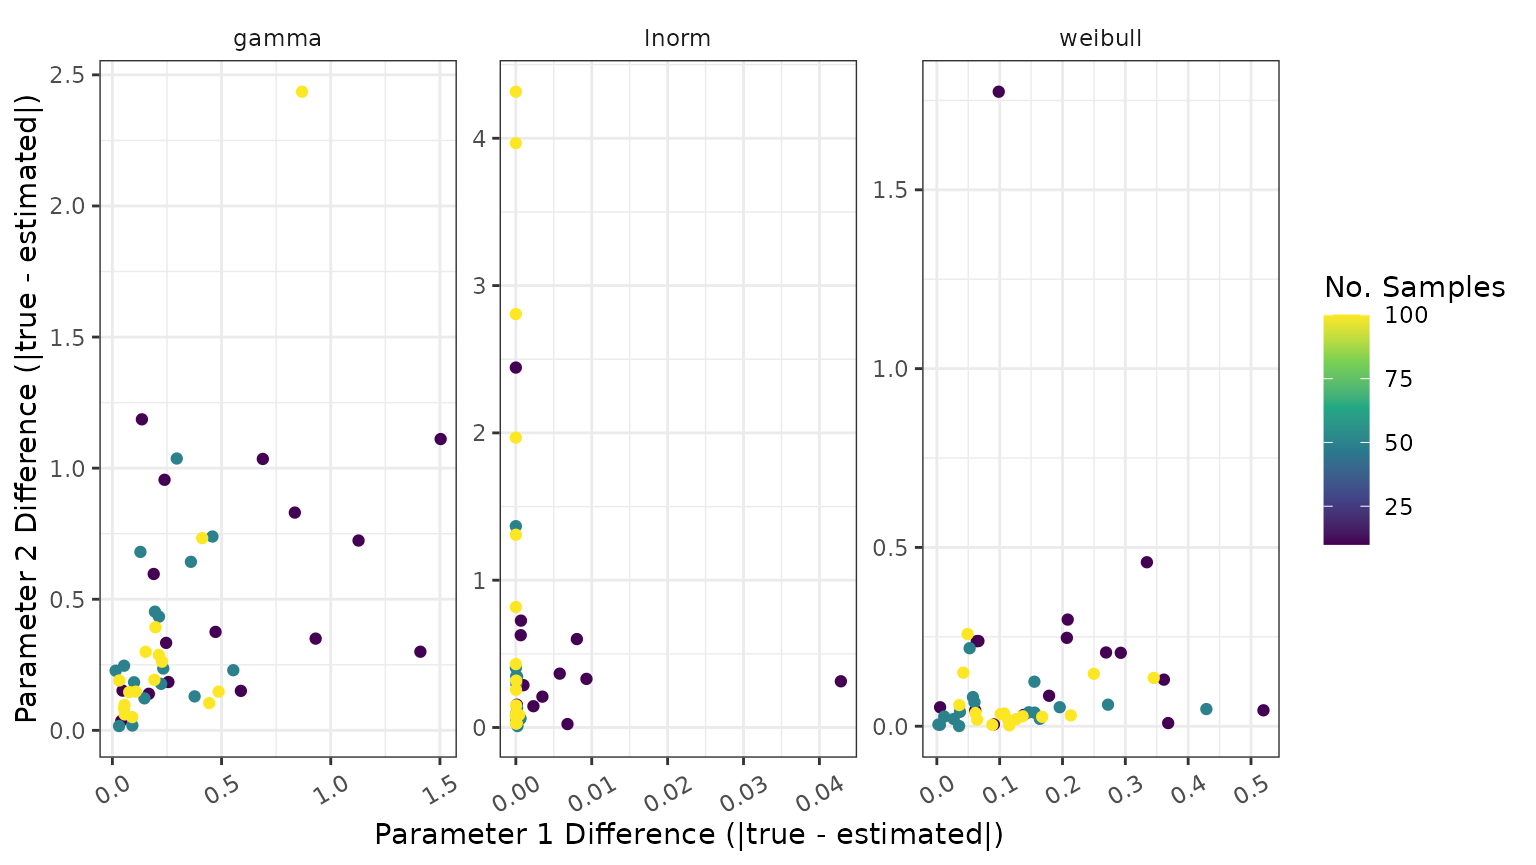 gamma
lnorm
weibull
Parameter 2 Difference (|true - estimated|)
2.5
2.0
1.5
1.0
0.5
0.0
4
3
2
1
0
1.5
1.0
0.5
0.0
0.0 0.5 1.0 1.5
0.00 0.01 0.02 0.03 0.04
0.0 0.1 0.2 0.3 0.4 0.5
Parameter 1 Difference (|true - estimated|)
No. Samples
100
75
50
25